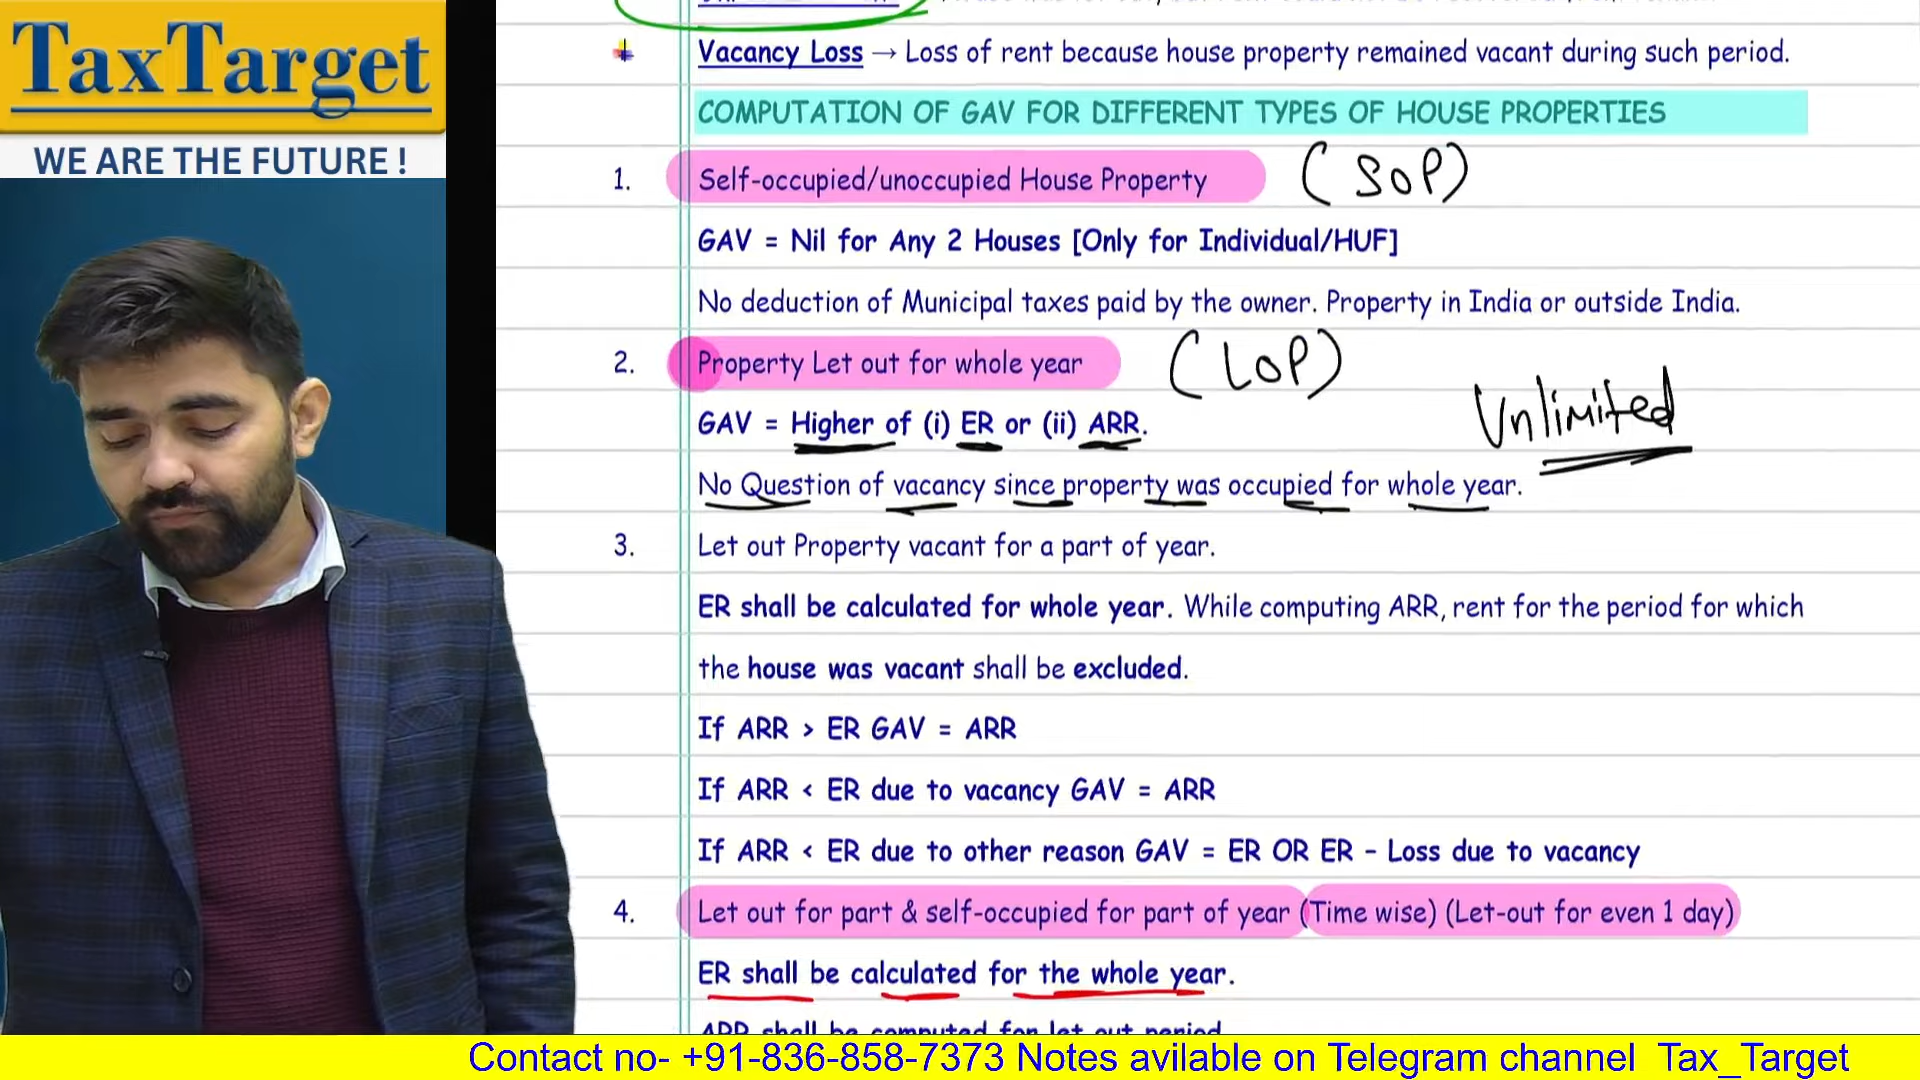 TaxTarget
WE ARE THE FUTURE !
Vacancy Loss → Loss of rent because house property remained vacant during such period.
COMPUTATION OF GAV FOR DIFFERENT TYPES OF HOUSE PROPERTIES
1. Self-occupied/unoccupied House Property (SOP)
GAV = Nil for Any 2 Houses [Only for Individual/HUF]
No deduction of Municipal taxes paid by the owner. Property in India or outside India.
2. Property Let out for whole year (LOP)
Unlimited
GAV = Higher of (i) ER or (ii) ARR.
No Question of vacancy since property was occupied for whole year.
3. Let out Property vacant for a part of year.
ER shall be calculated for whole year. While computing ARR, rent for the period for which
the house was vacant shall be excluded.
If ARR > ER GAV = ARR
If ARR < ER due to vacancy GAV = ARR
If ARR < ER due to other reason GAV = ER OR ER - Loss due to vacancy
4. Let out for part & self-occupied for part of year (Time wise) (Let-out for even 1 day)
ER shall be calculated for the whole year.
ARR shall be computed for let out period
Contact no- +91-836-858-7373 Notes avilable on Telegram channel Tax_Target